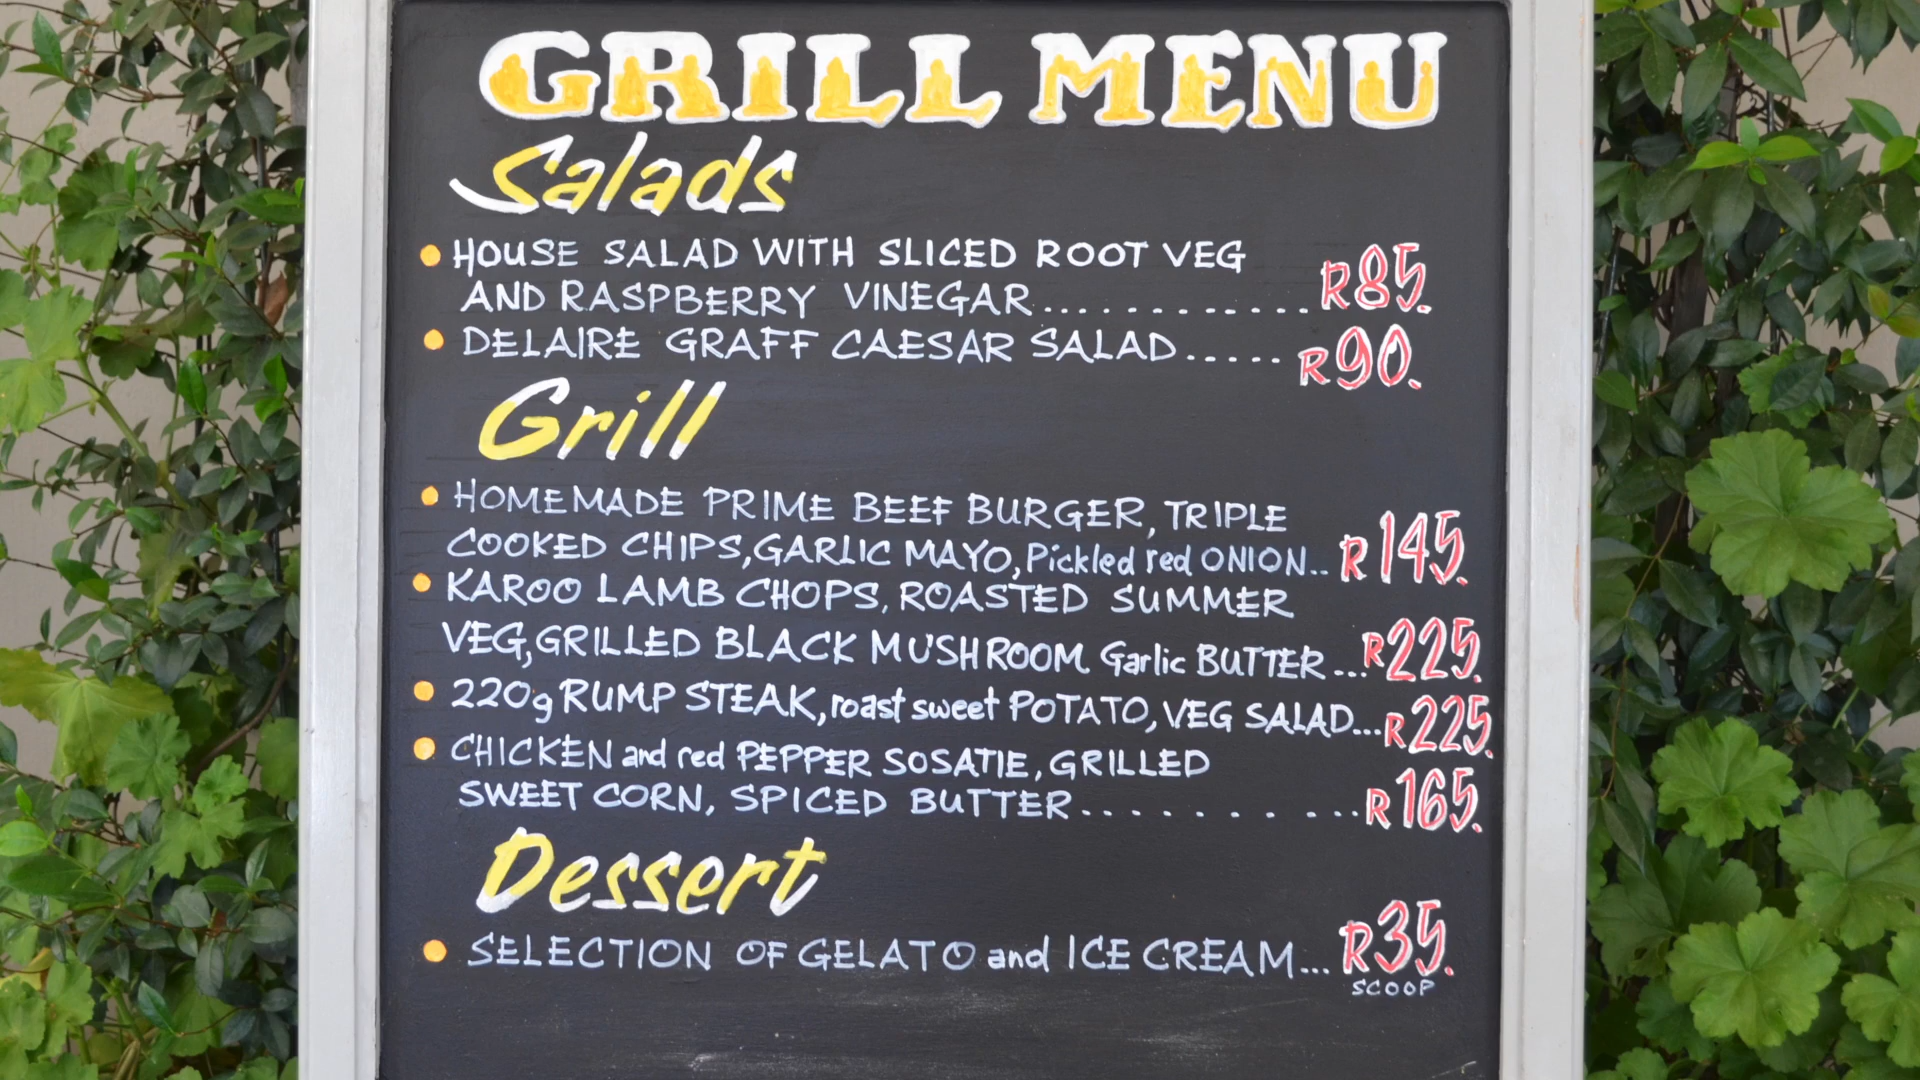 GRILL MENU
Salads
HOUSE SALAD WITH SLICED ROOT VEG
AND RASPBERRY VINEGAR............. R85.
DELAIRE GRAFF CAESAR SALAD..... R90.
Grill
HOMEMADE PRIME BEEF BURGER, TRIPLE
COOKED CHIPS, GARLIC MAYO, Pickled red ONION.. R145.
KAROO LAMB CHOPS, ROASTED SUMMER
VEG, GRILLED BLACK MUSHROOM Garlic BUTTER... R225.
220g RUMP STEAK, roast sweet POTATO, VEG SALAD... R225.
CHICKEN and red PEPPER SOSATIE, GRILLED
SWEET CORN, SPICED BUTTER.......... R165.
Dessert
SELECTION OF GELATO and ICE CREAM... R35.
SCOOP